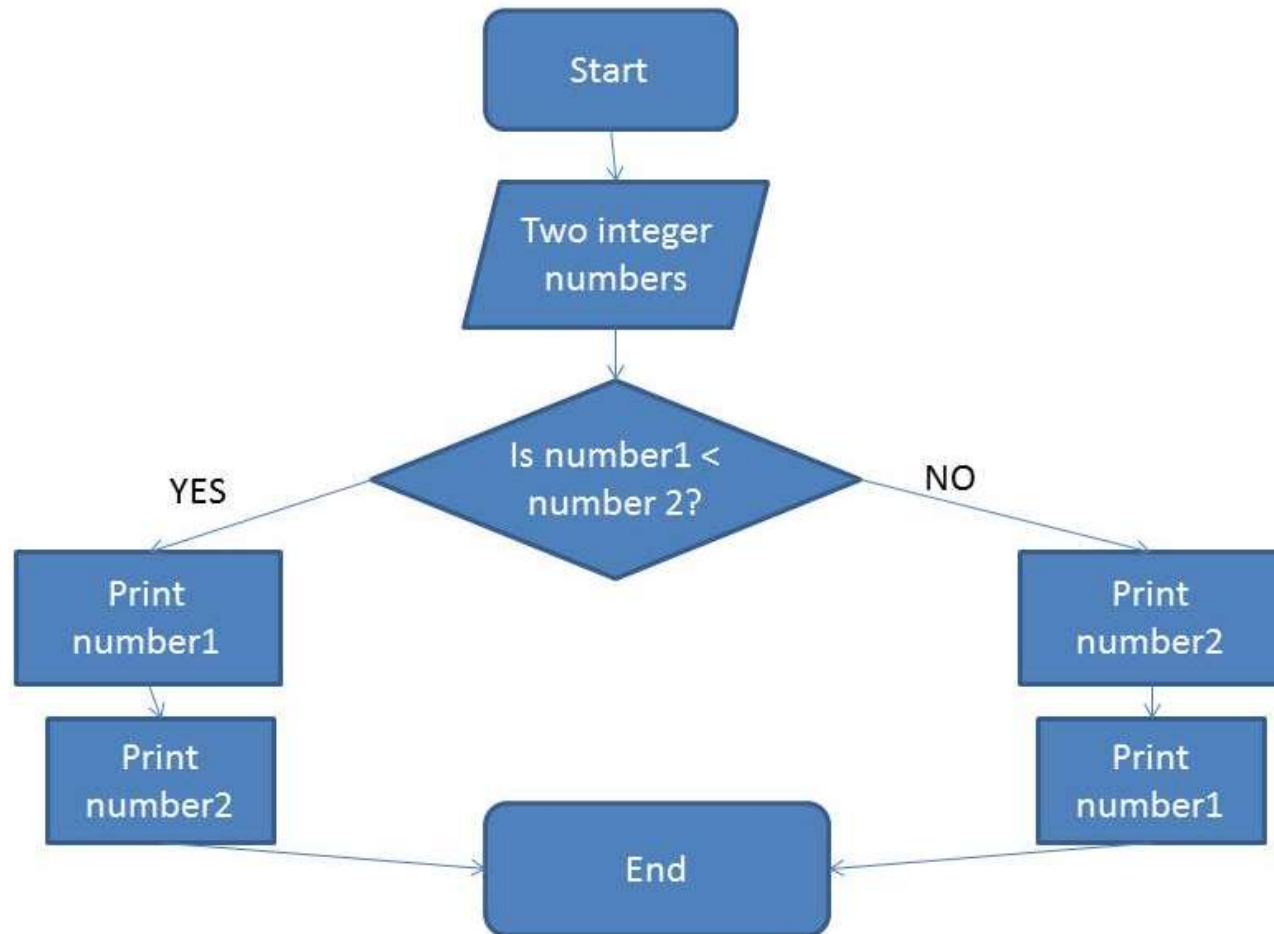 Start
Two integer
numbers
Is number1 <
number 2?
YES
NO
Print
number1
Print
number2
Print
number2
Print
number1
End